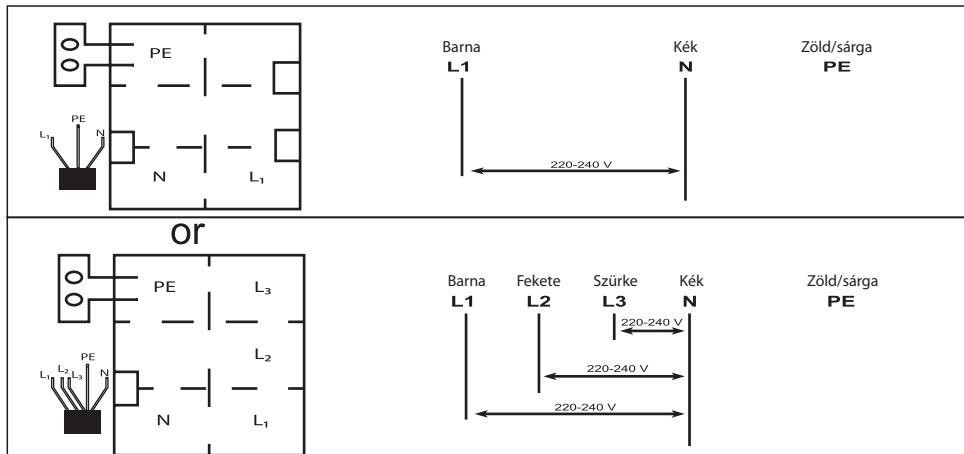 PE
L₁ PE N
N L₁
Barna Kék Zöld/sárga
L1 N PE
220-240 V
or
PE L₃
L₂
L₁ L₂ L₃ PE N
N L₁
Barna Fekete Szürke Kék Zöld/sárga
L1 L2 L3 N PE
220-240 V
220-240 V
220-240 V